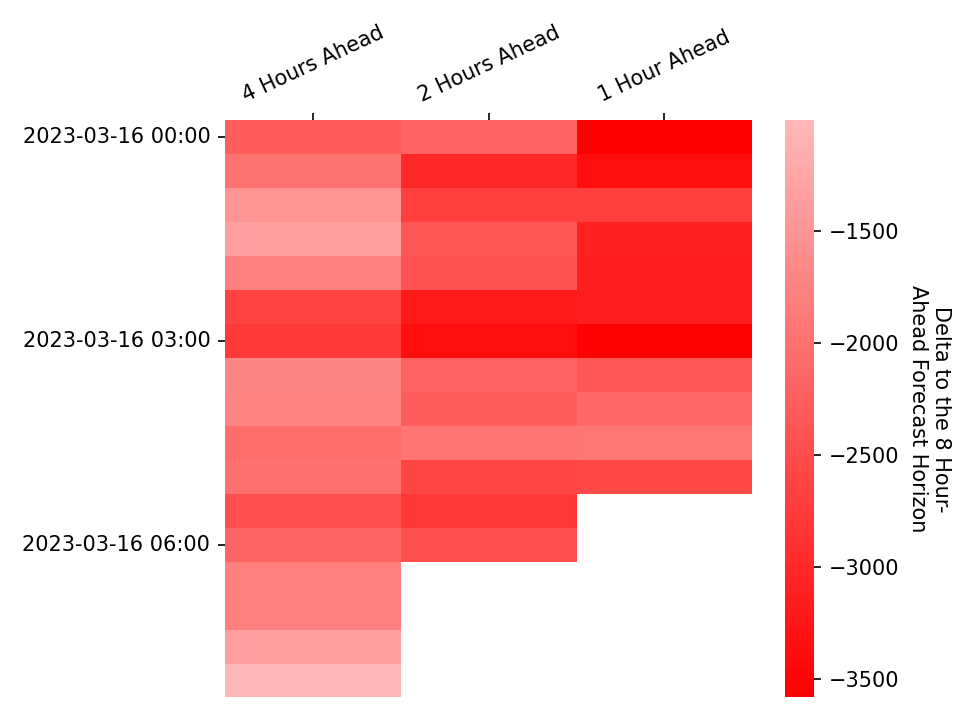 4 Hours Ahead
2 Hours Ahead
1 Hour Ahead
2023-03-16 00:00
2023-03-16 03:00
2023-03-16 06:00
−1500
−2000
−2500
−3000
−3500
Delta to the 8 Hour-
Ahead Forecast Horizon